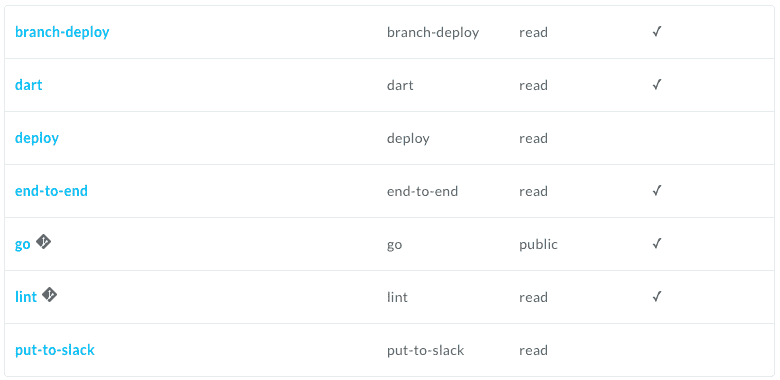 branch-deploy branch-deploy read ✓
dart dart read ✓
deploy deploy read
end-to-end end-to-end read ✓
go go public ✓
lint lint read ✓
put-to-slack put-to-slack read